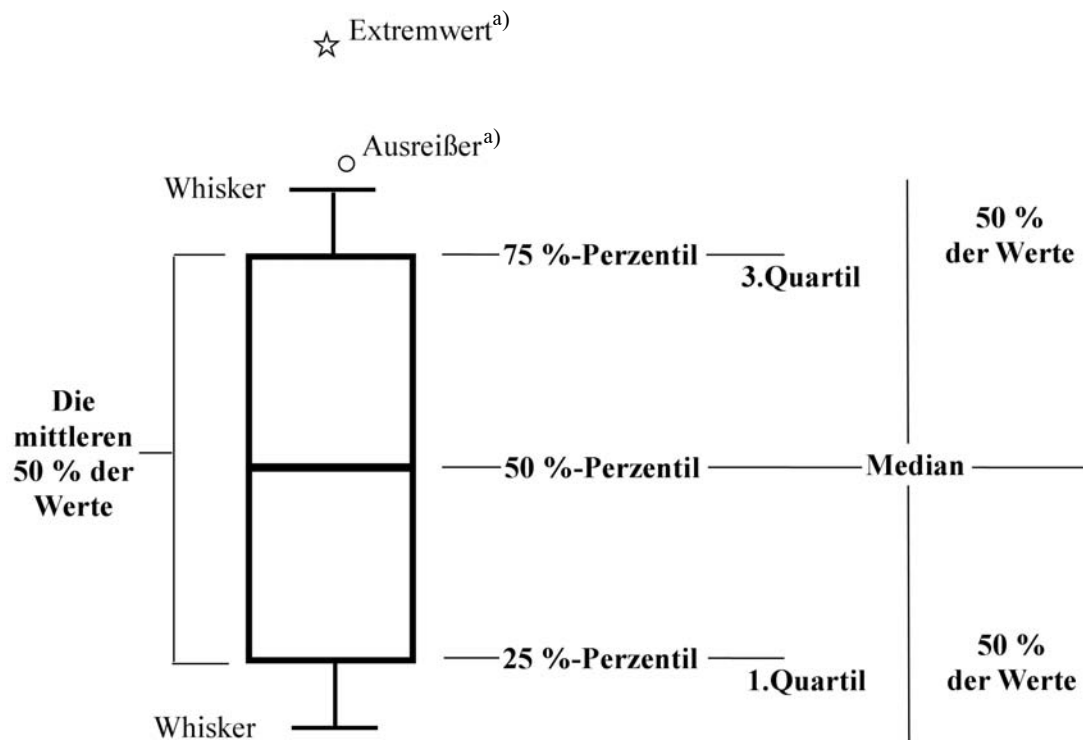 Extremwert a)
Ausreißer a)
Whisker
50 %
der Werte
75 %-Perzentil
3.Quartil
Die
mittleren
50 % der
Werte
50 %-Perzentil
Median
25 %-Perzentil
1.Quartil
50 %
der Werte
Whisker